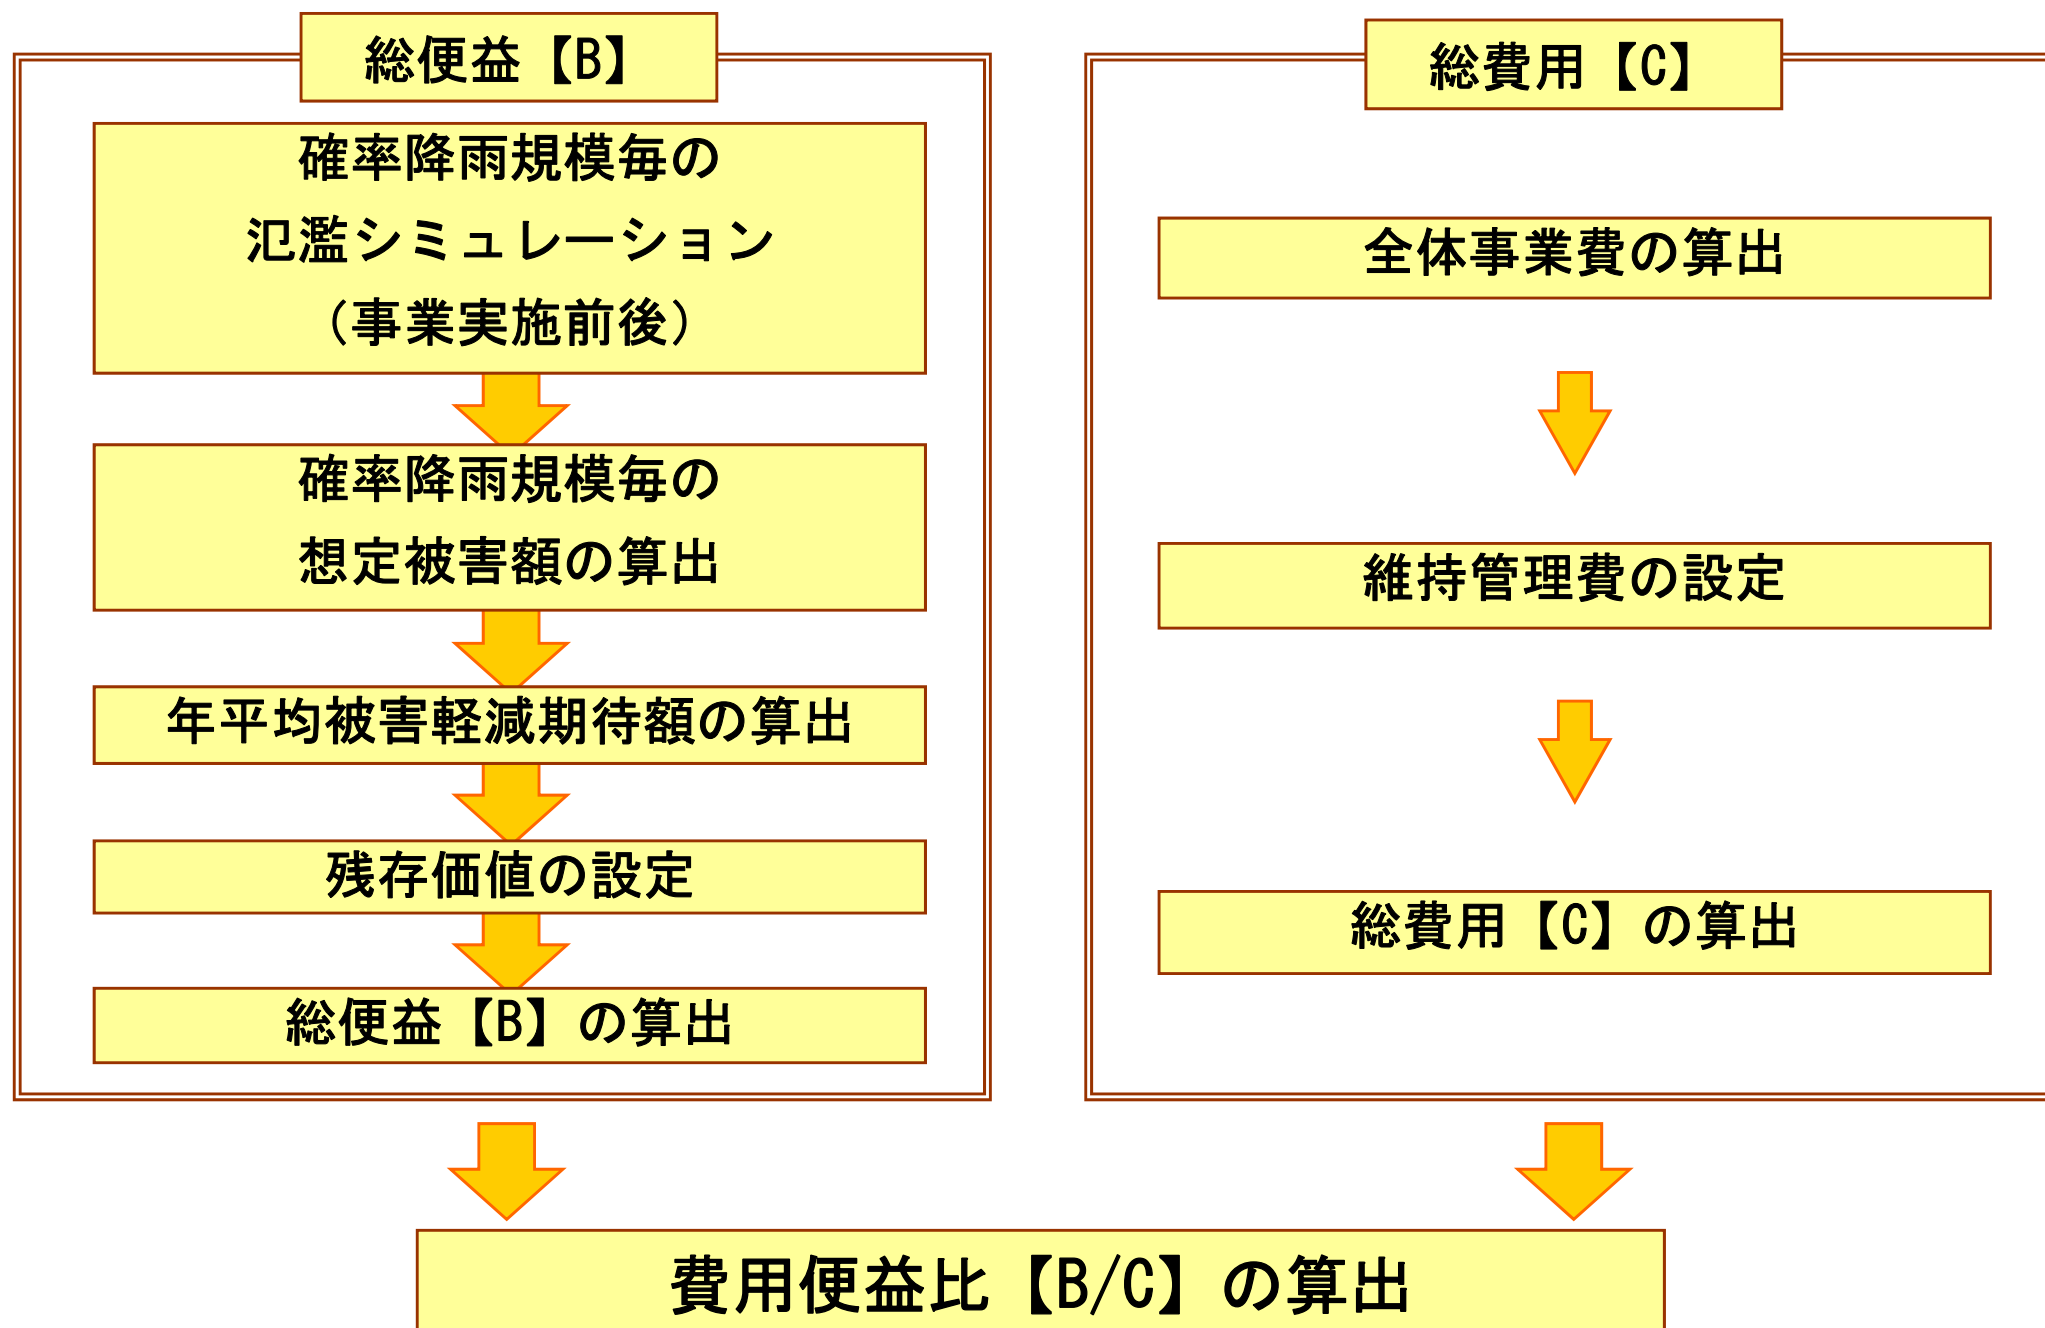 総便益【B】
確率降雨規模毎の
氾濫シミュレーション
（事業実施前後）
確率降雨規模毎の
想定被害額の算出
年平均被害軽減期待額の算出
残存価値の設定
総便益【B】の算出
総費用【C】
全体事業費の算出
維持管理費の設定
総費用【C】の算出
費用便益比【B/C】の算出